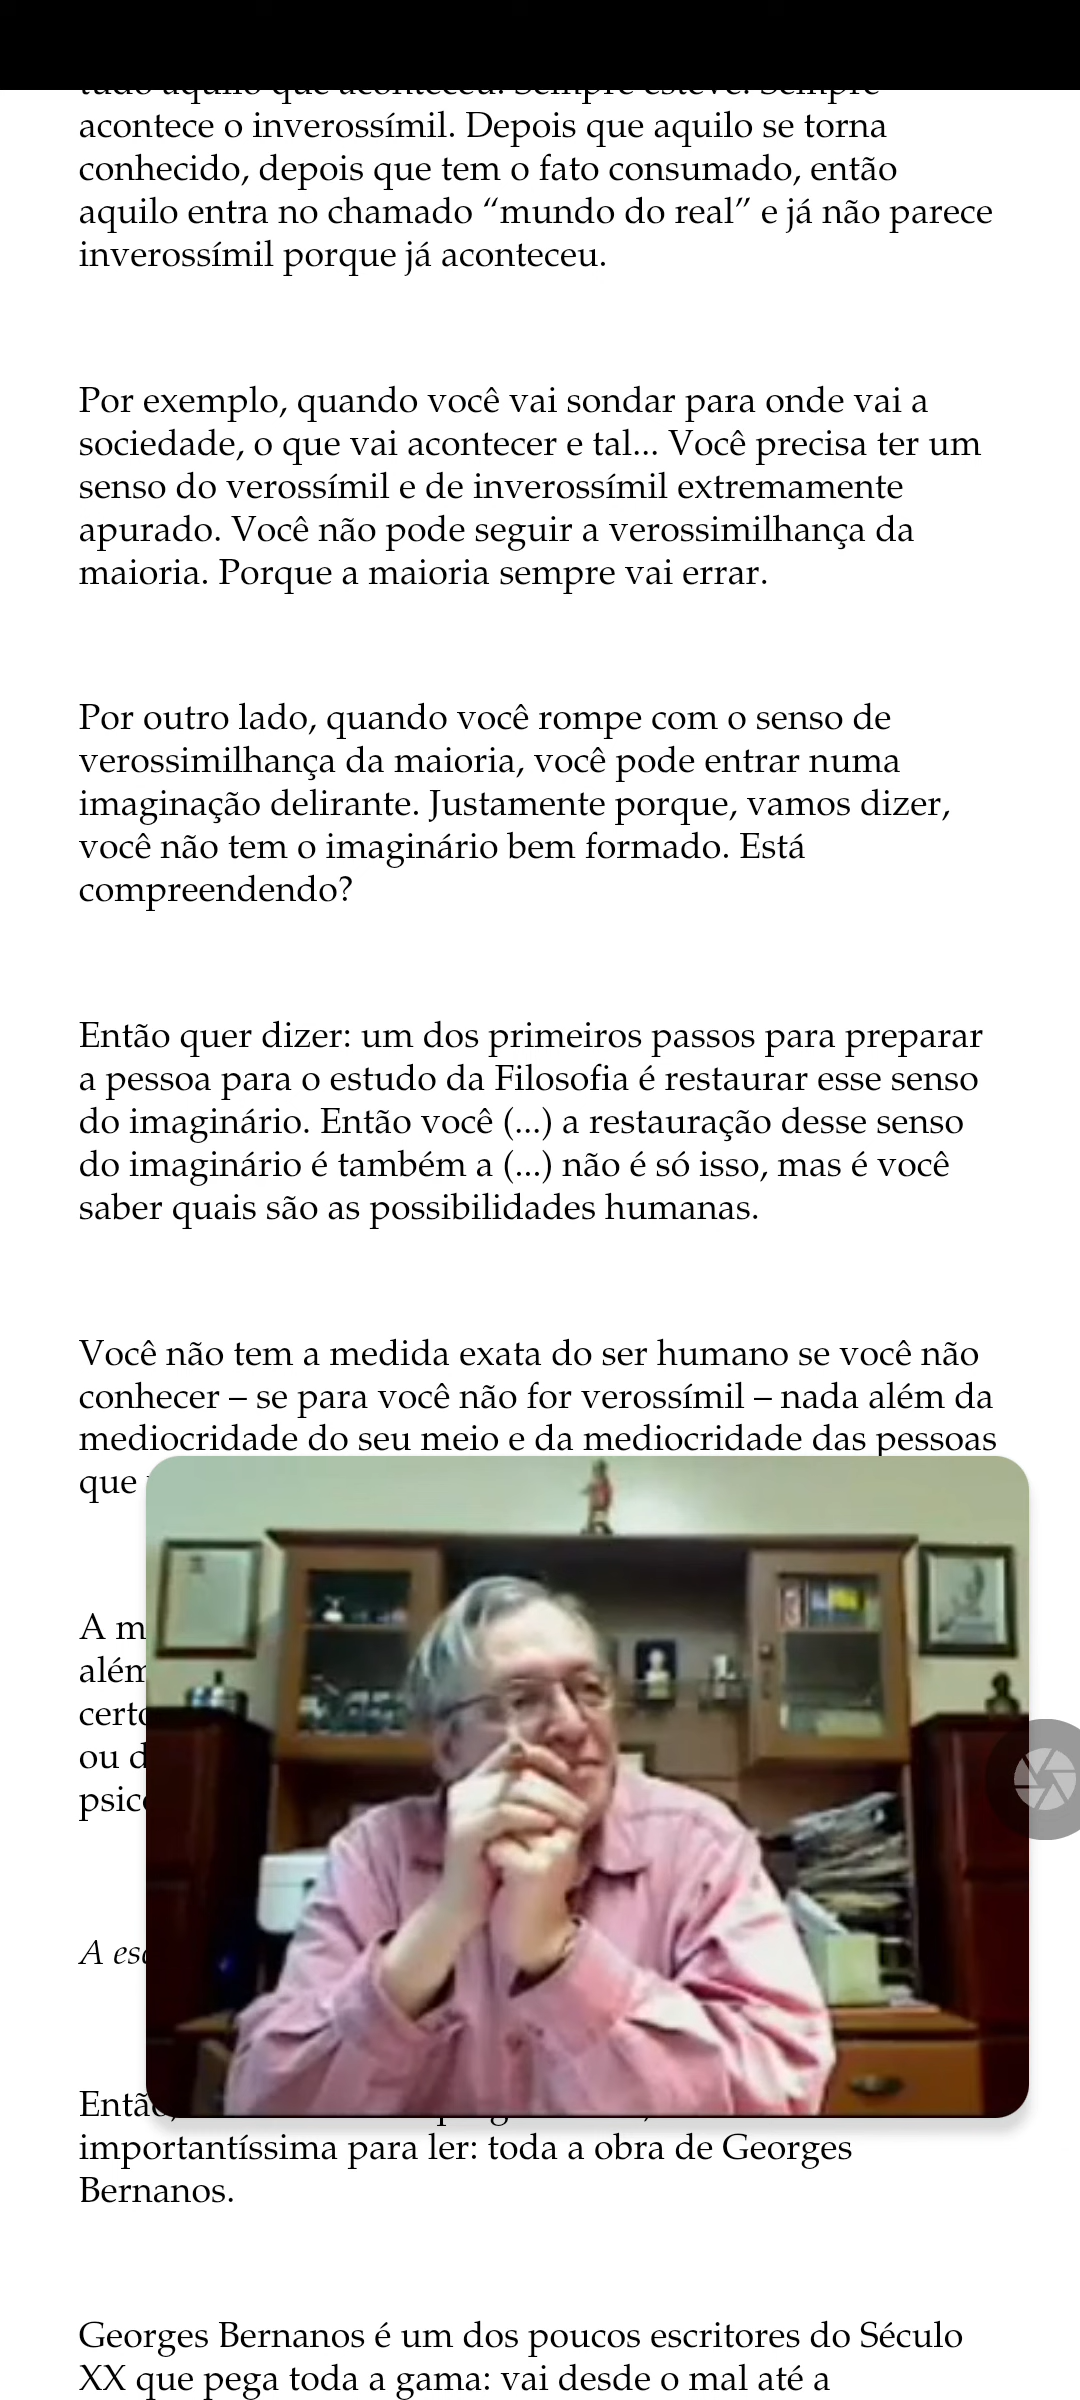 tudo aquilo que aconteceu. Sempre esteve. Sempre
acontece o inverossímil. Depois que aquilo se torna
conhecido, depois que tem o fato consumado, então
aquilo entra no chamado “mundo do real” e já não parece
inverossímil porque já aconteceu.
Por exemplo, quando você vai sondar para onde vai a
sociedade, o que vai acontecer e tal... Você precisa ter um
senso do verossímil e de inverossímil extremamente
apurado. Você não pode seguir a verossimilhança da
maioria. Porque a maioria sempre vai errar.
Por outro lado, quando você rompe com o senso de
verossimilhança da maioria, você pode entrar numa
imaginação delirante. Justamente porque, vamos dizer,
você não tem o imaginário bem formado. Está
compreendendo?
Então quer dizer: um dos primeiros passos para preparar
a pessoa para o estudo da Filosofia é restaurar esse senso
do imaginário. Então você (...) a restauração desse senso
do imaginário é também a (...) não é só isso, mas é você
saber quais são as possibilidades humanas.
Você não tem a medida exata do ser humano se você não
conhecer – se para você não for verossímil – nada além da
mediocridade do seu meio e da mediocridade das pessoas
que
A
além
ou
importantíssima para ler: toda a obra de Georges
Bernanos.
Georges Bernanos é um dos poucos escritores do Século
XX que pega toda a gama: vai desde o mal até a